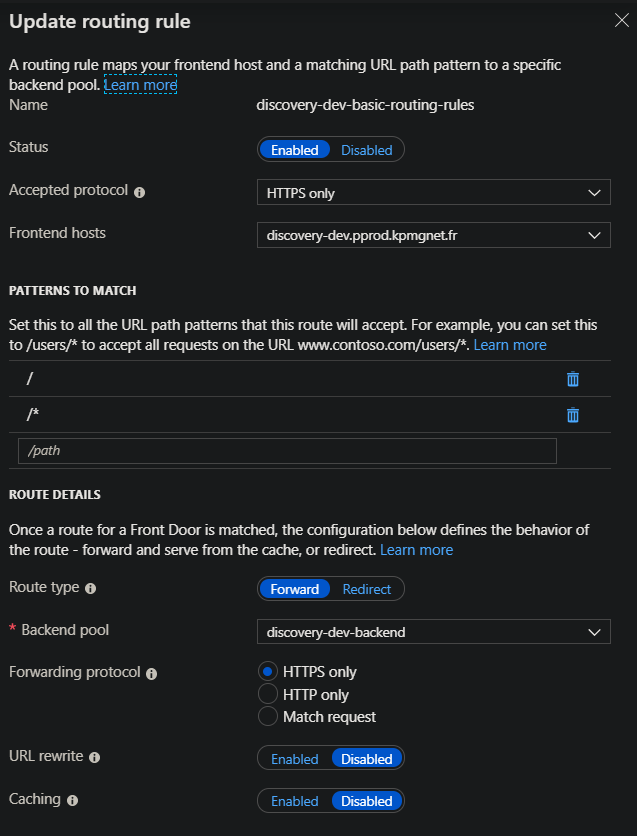 Update routing rule
A routing rule maps your frontend host and a matching URL path pattern to a specific
backend pool. Learn more
Name discovery-dev-basic-routing-rules
Status Enabled Disabled
Accepted protocol HTTPS only
Frontend hosts discovery-dev.pprod.kpmgnet.fr
PATTERNS TO MATCH
Set this to all the URL path patterns that this route will accept. For example, you can set this
to /users/* to accept all requests on the URL www.contoso.com/users/*. Learn more
/
/*
/path
ROUTE DETAILS
Once a route for a Front Door is matched, the configuration below defines the behavior of
the route - forward and serve from the cache, or redirect. Learn more
Route type Forward Redirect
* Backend pool discovery-dev-backend
Forwarding protocol HTTPS only
HTTP only
Match request
URL rewrite Enabled Disabled
Caching Enabled Disabled